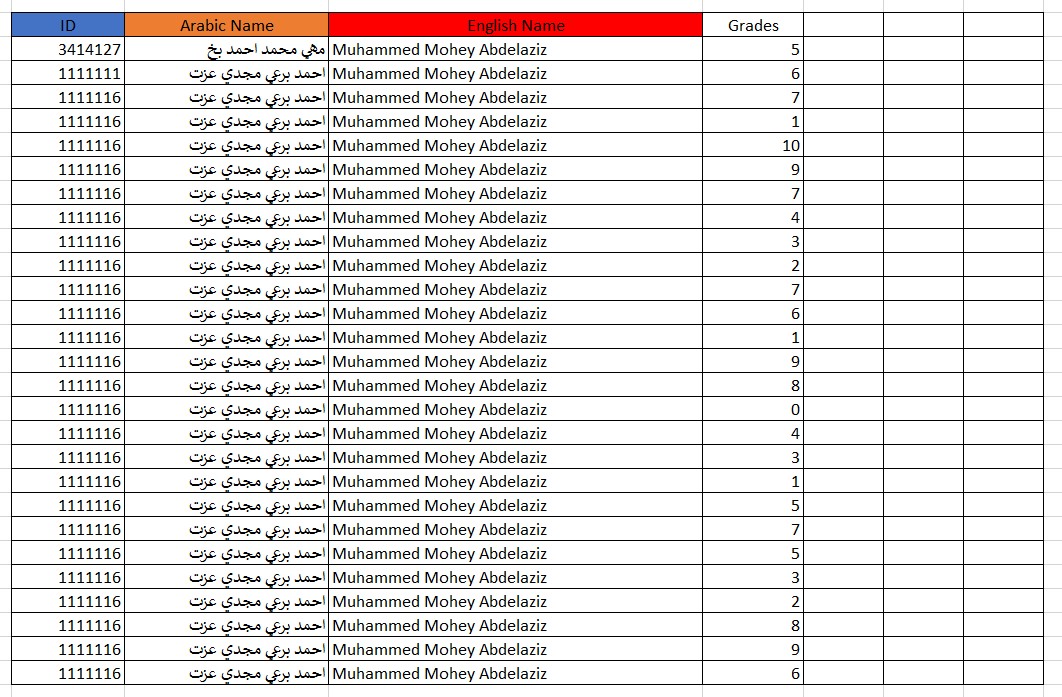 ID Arabic Name English Name Grades
3414127 مهي محمد احمد بخ Muhammed Mohey Abdelaziz 5
1111111 احمد برعي مجدي عزت Muhammed Mohey Abdelaziz 6
1111116 احمد برعي مجدي عزت Muhammed Mohey Abdelaziz 7
1111116 احمد برعي مجدي عزت Muhammed Mohey Abdelaziz 1
1111116 احمد برعي مجدي عزت Muhammed Mohey Abdelaziz 10
1111116 احمد برعي مجدي عزت Muhammed Mohey Abdelaziz 9
1111116 احمد برعي مجدي عزت Muhammed Mohey Abdelaziz 7
1111116 احمد برعي مجدي عزت Muhammed Mohey Abdelaziz 4
1111116 احمد برعي مجدي عزت Muhammed Mohey Abdelaziz 3
1111116 احمد برعي مجدي عزت Muhammed Mohey Abdelaziz 2
1111116 احمد برعي مجدي عزت Muhammed Mohey Abdelaziz 7
1111116 احمد برعي مجدي عزت Muhammed Mohey Abdelaziz 6
1111116 احمد برعي مجدي عزت Muhammed Mohey Abdelaziz 1
1111116 احمد برعي مجدي عزت Muhammed Mohey Abdelaziz 9
1111116 احمد برعي مجدي عزت Muhammed Mohey Abdelaziz 8
1111116 احمد برعي مجدي عزت Muhammed Mohey Abdelaziz 0
1111116 احمد برعي مجدي عزت Muhammed Mohey Abdelaziz 4
1111116 احمد برعي مجدي عزت Muhammed Mohey Abdelaziz 3
1111116 احمد برعي مجدي عزت Muhammed Mohey Abdelaziz 1
1111116 احمد برعي مجدي عزت Muhammed Mohey Abdelaziz 5
1111116 احمد برعي مجدي عزت Muhammed Mohey Abdelaziz 7
1111116 احمد برعي مجدي عزت Muhammed Mohey Abdelaziz 5
1111116 احمد برعي مجدي عزت Muhammed Mohey Abdelaziz 3
1111116 احمد برعي مجدي عزت Muhammed Mohey Abdelaziz 2
1111116 احمد برعي مجدي عزت Muhammed Mohey Abdelaziz 8
1111116 احمد برعي مجدي عزت Muhammed Mohey Abdelaziz 9
1111116 احمد برعي مجدي عزت Muhammed Mohey Abdelaziz 6